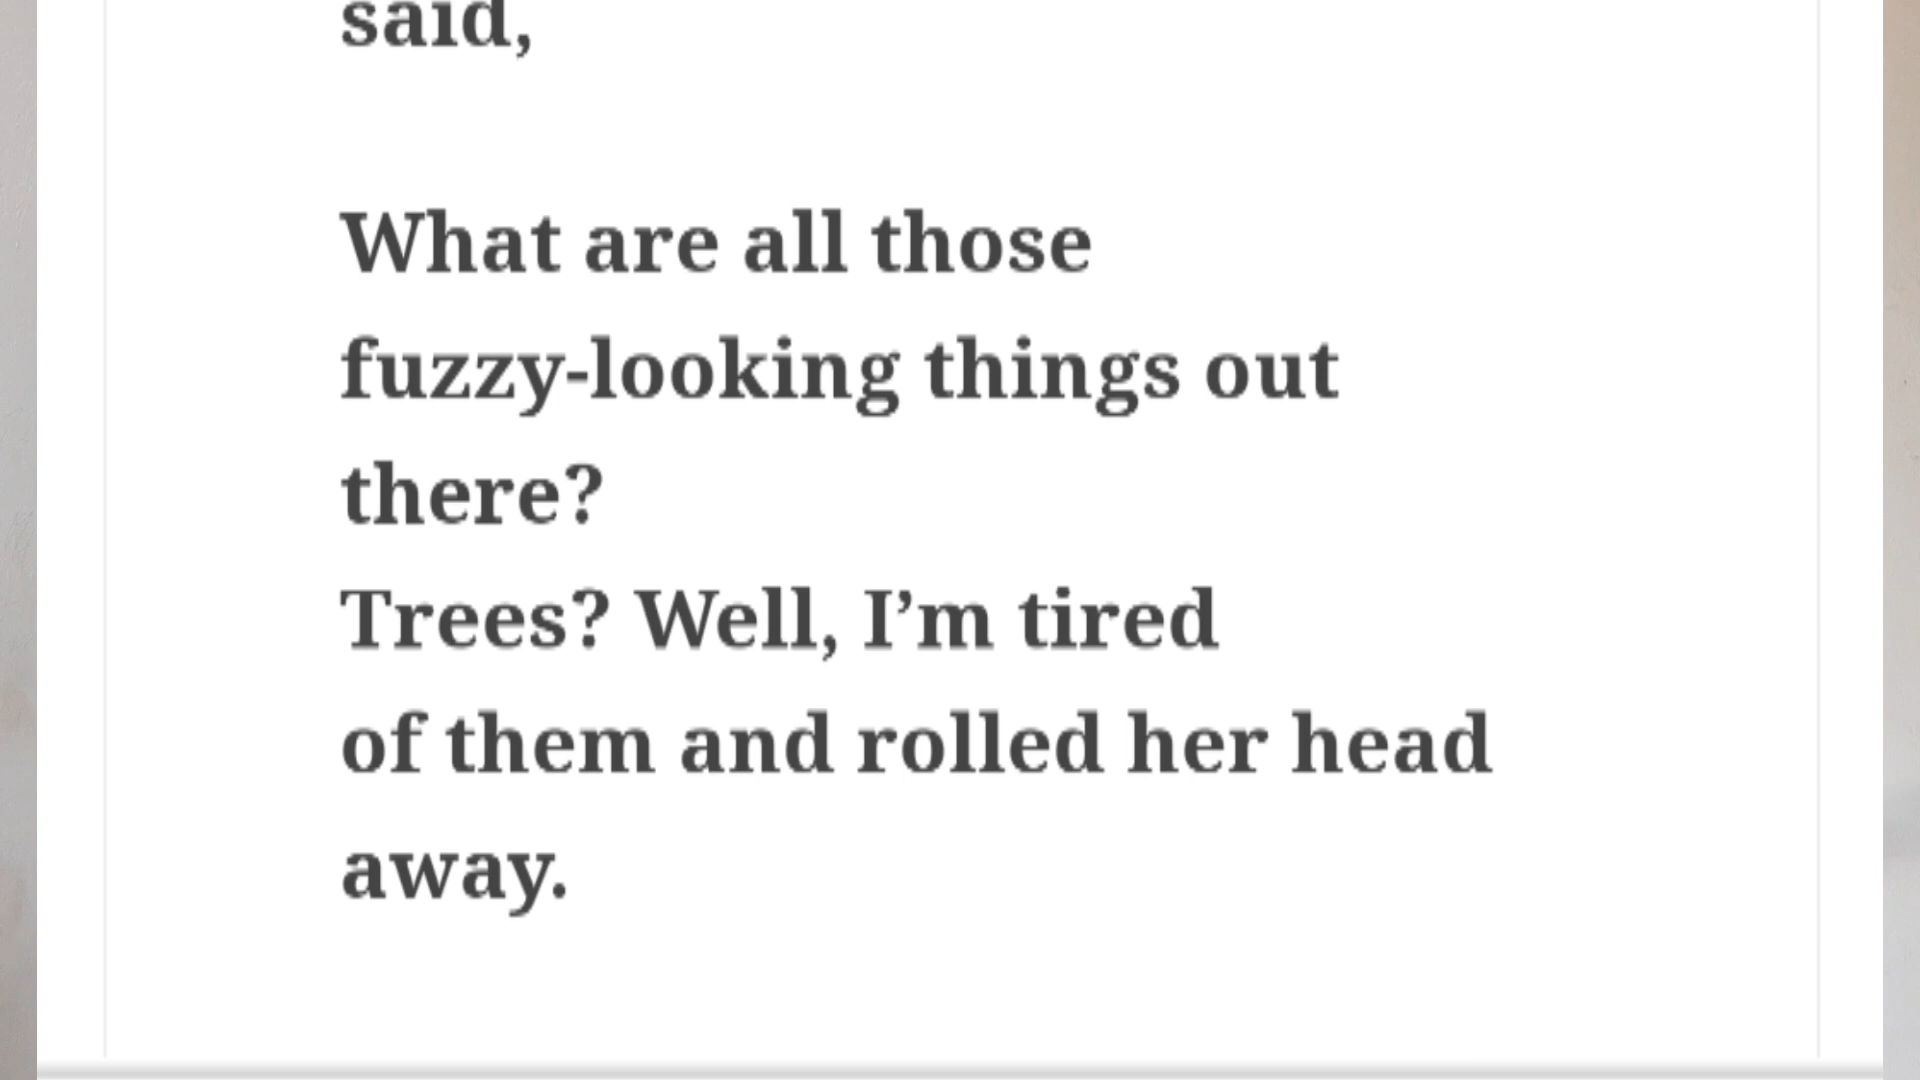 said,
What are all those
fuzzy-looking things out
there?
Trees? Well, I’m tired
of them and rolled her head
away.